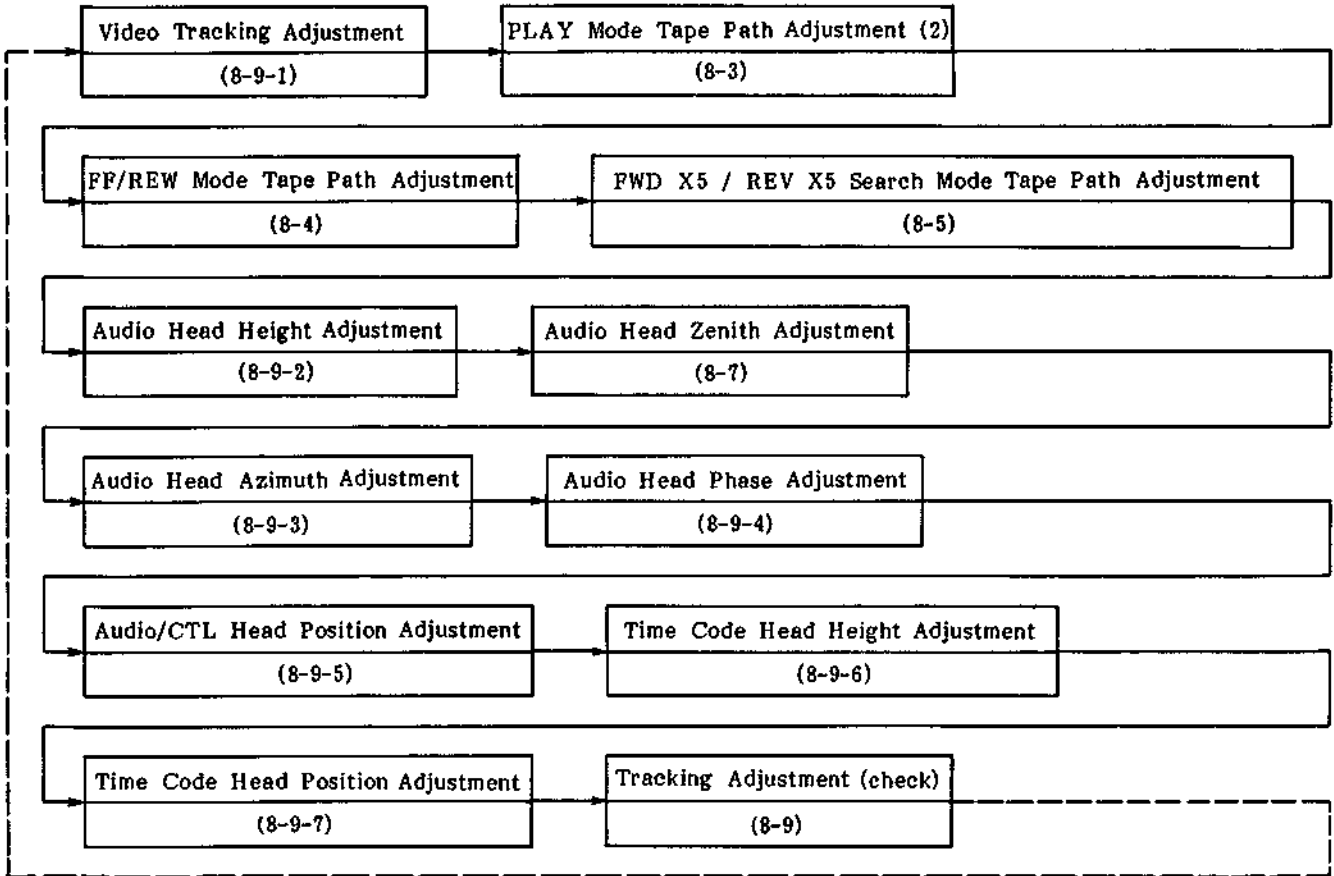 Video Tracking Adjustment
(8-9-1)
PLAY Mode Tape Path Adjustment (2)
(8-3)
FF/REW Mode Tape Path Adjustment
(8-4)
FWD X5 / REV X5 Search Mode Tape Path Adjustment
(8-5)
Audio Head Height Adjustment
(8-9-2)
Audio Head Zenith Adjustment
(8-7)
Audio Head Azimuth Adjustment
(8-9-3)
Audio Head Phase Adjustment
(8-9-4)
Audio/CTL Head Position Adjustment
(8-9-5)
Time Code Head Height Adjustment
(8-9-6)
Time Code Head Position Adjustment
(8-9-7)
Tracking Adjustment (check)
(8-9)